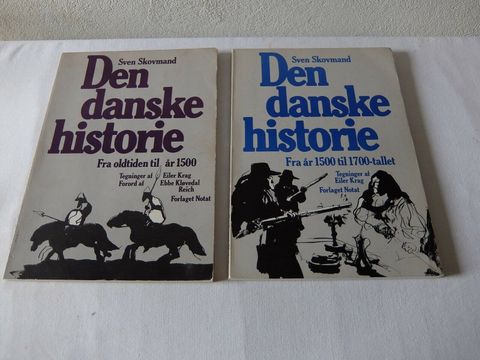 Sven Skovmand
Den
danske
historie
Fra oldtiden til år 1500
Tegninger af Eiler Krag
Forord af Ebbe Kløvedal
Reich
Forlaget Notat
Sven Skovmand
Den
danske
historie
Fra år 1500 til 1700-tallet
Tegninger af
Eiler Krag
Forlaget Notat